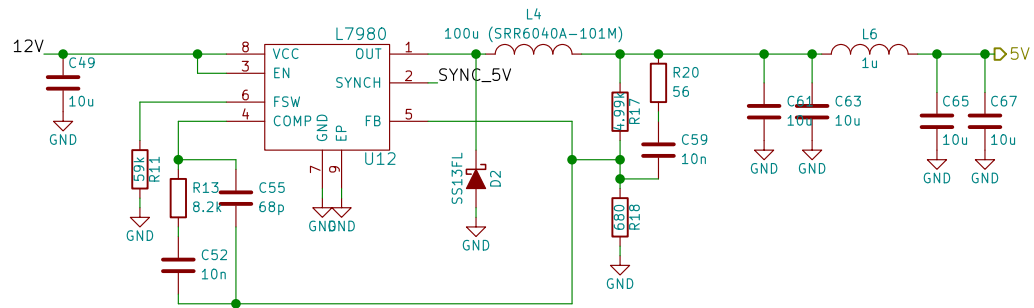 12V
C49
10u
GND
L7980
8
VCC
OUT
1
3
EN
SYNCH
2
SYNC_5V
6
FSW
4
COMP
FB
5
GND
EP
7
9
U12
GND
GND
59k
R11
GND
R13
8.2k
C55
68p
C52
10n
L4
100u (SRR6040A-101M)
SS13FL
D2
GND
4.99k
R17
R20
56
C59
10n
680
R18
GND
C61
10u
GND
C63
10u
GND
L6
1u
5V
C65
10u
GND
C67
10u
GND